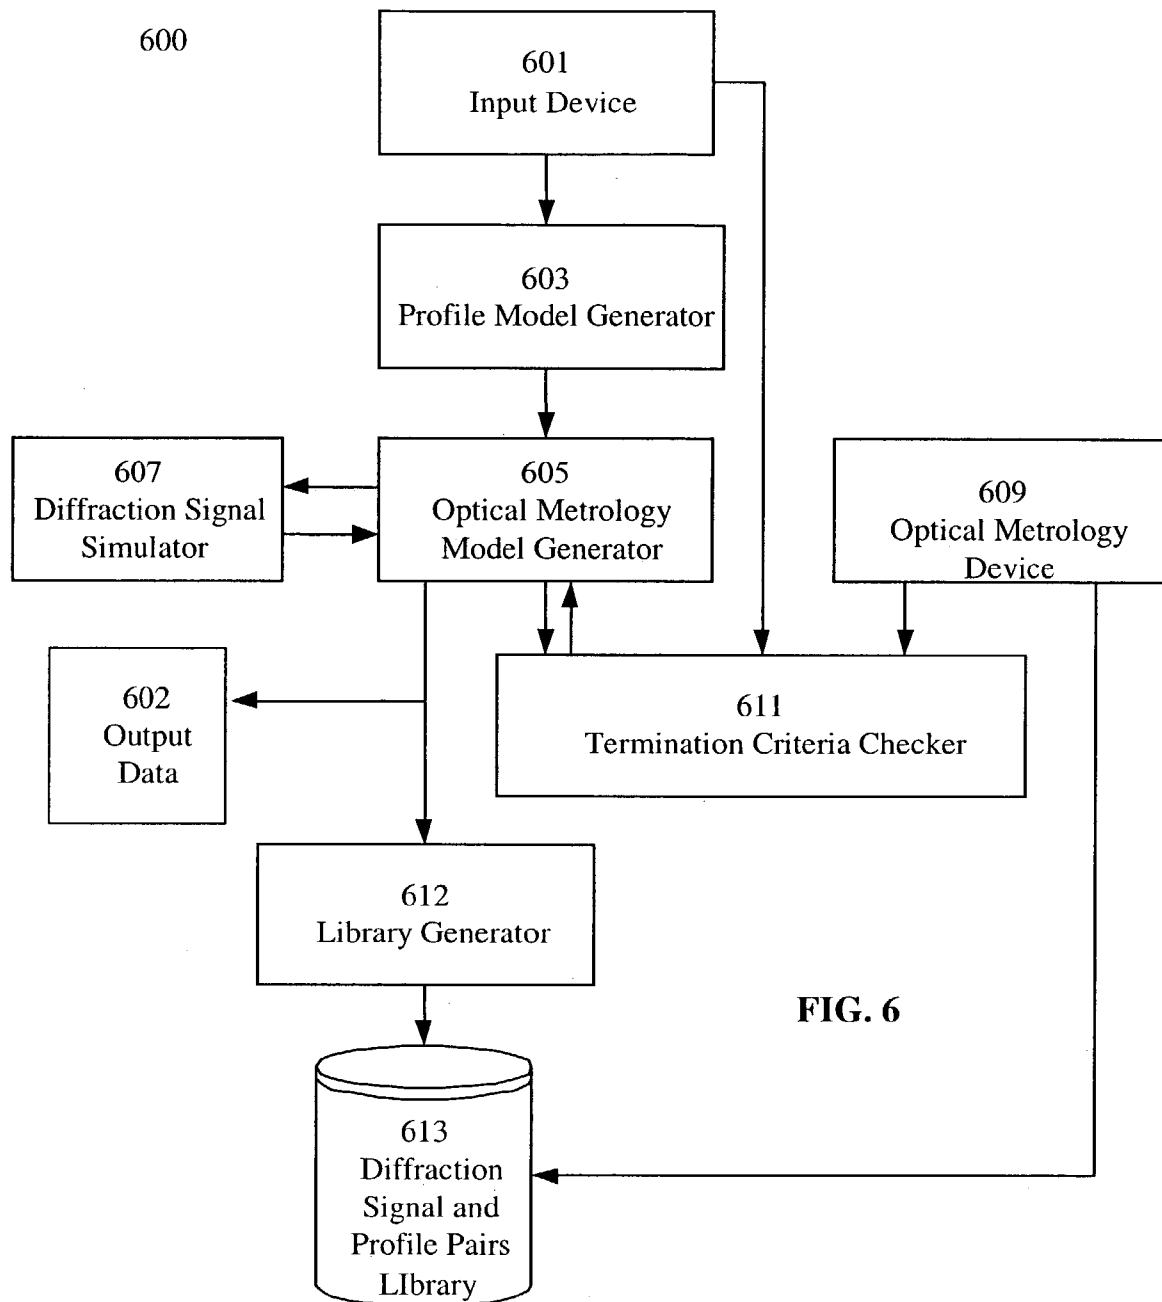 600
601
Input Device
603
Profile Model Generator
607
Diffraction Signal
Simulator
605
Optical Metrology
Model Generator
609
Optical Metrology
Device
602
Output
Data
611
Termination Criteria Checker
612
Library Generator
FIG. 6
613
Diffraction
Signal and
Profile Pairs
LIbrary